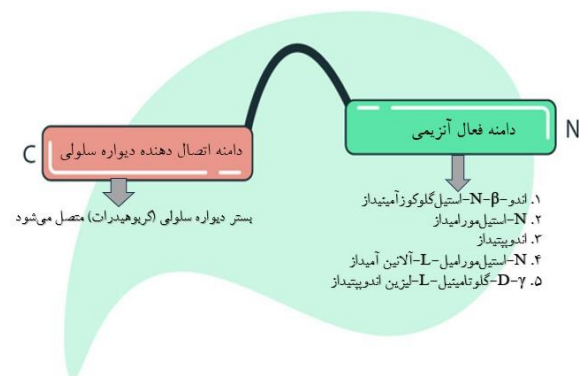 دامنه فعال آنزیمی
N
دامنه اتصال دهنده دیواره سلولی
C
۱. اندو-β-N-استیل‌گلوکوزآمینیداز
۲. N-استیل‌مورامیداز
۳. اندوپپتیداز
۴. N-استیل‌مورامیل-L-آلانین آمیداز
۵. γ-D-گلوتامینیل-L-لیزین اندوپپتیداز
بستر دیواره سلولی (کربوهیدرات) متصل می‌شود